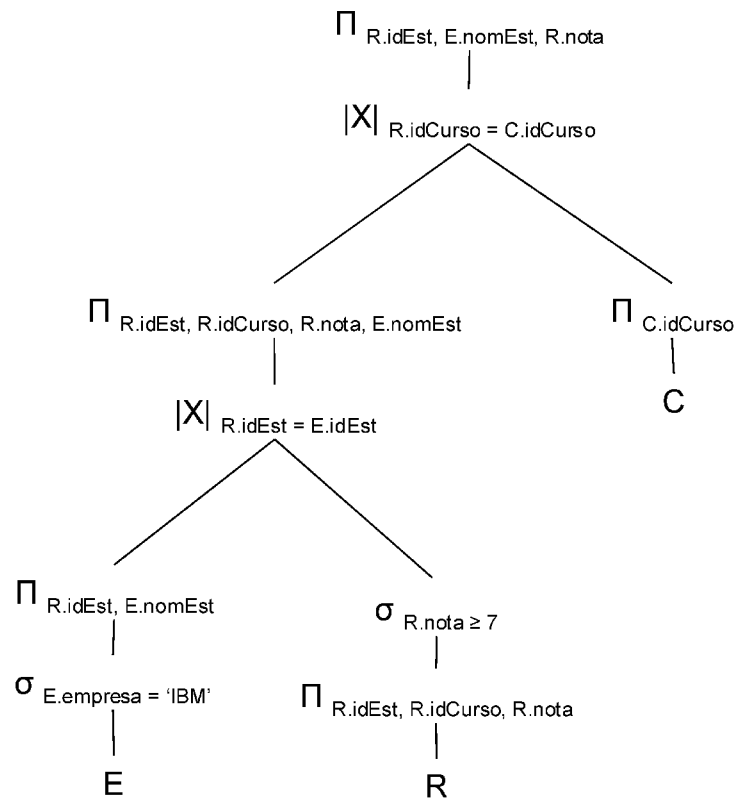 Π R.idEst, E.nomEst, R.nota
|X| R.idCurso = C.idCurso
Π R.idEst, R.idCurso, R.nota, E.nomEst
Π C.idCurso
C
|X| R.idEst = E.idEst
Π R.idEst, E.nomEst
σ R.nota ≥ 7
σ E.empresa = ‘IBM’
Π R.idEst, R.idCurso, R.nota
E
R